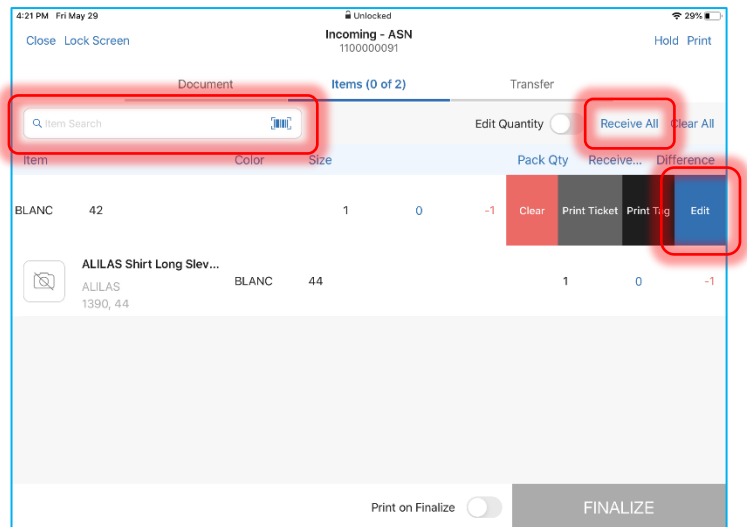 4:21 PM Fri May 29 Unlocked 29%
Close Lock Screen Incoming - ASN Hold Print
1100000091
Document Items (0 of 2) Transfer
Item Search Edit Quantity Receive All Clear All
Item Color Size Pack Qty Receive... Difference
BLANC 42 1 0 -1 Clear Print Ticket Print Tag Edit
ALILAS Shirt Long Slev...
ALILAS BLANC 44 1 0 -1
1390, 44
Print on Finalize FINALIZE